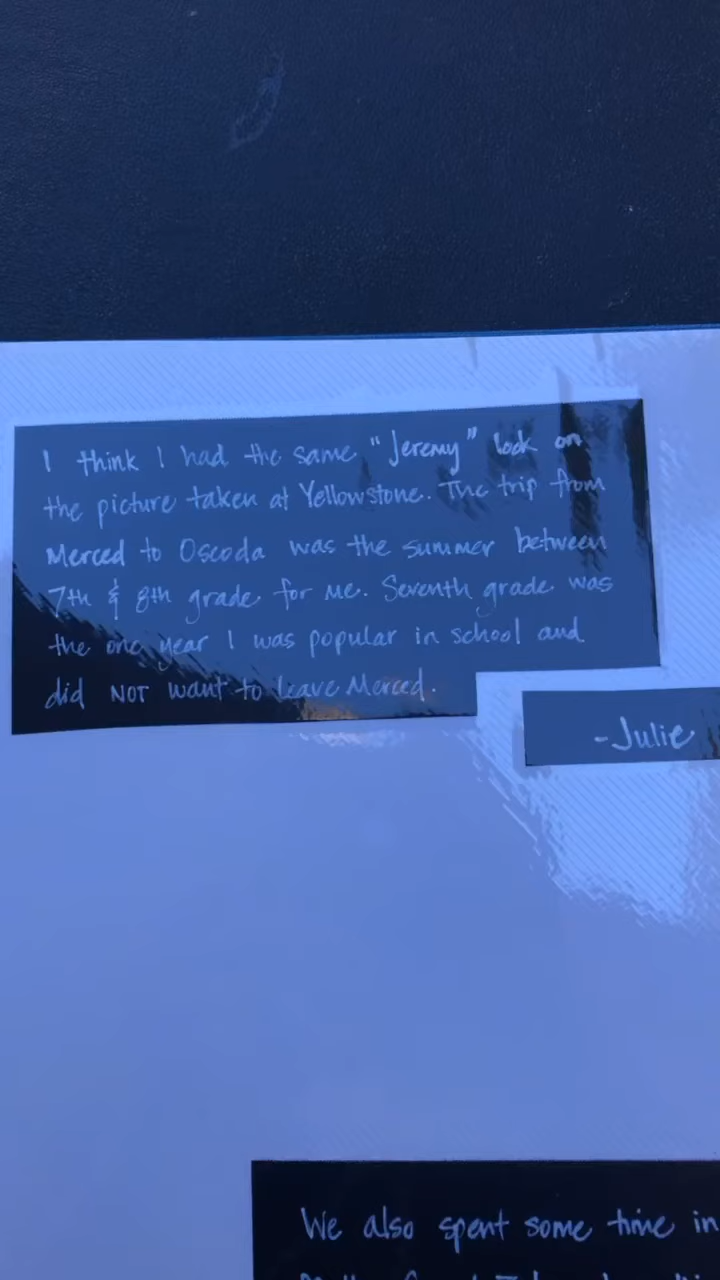 I think I had the same "Jeremy" look on
the picture taken at Yellowstone. The trip from
Merced to Oscoda was the summer between
7th & 8th grade for me. Seventh grade was
the one year I was popular in school and
did NOT want to leave Merced.
-Julie
We also spent some time in